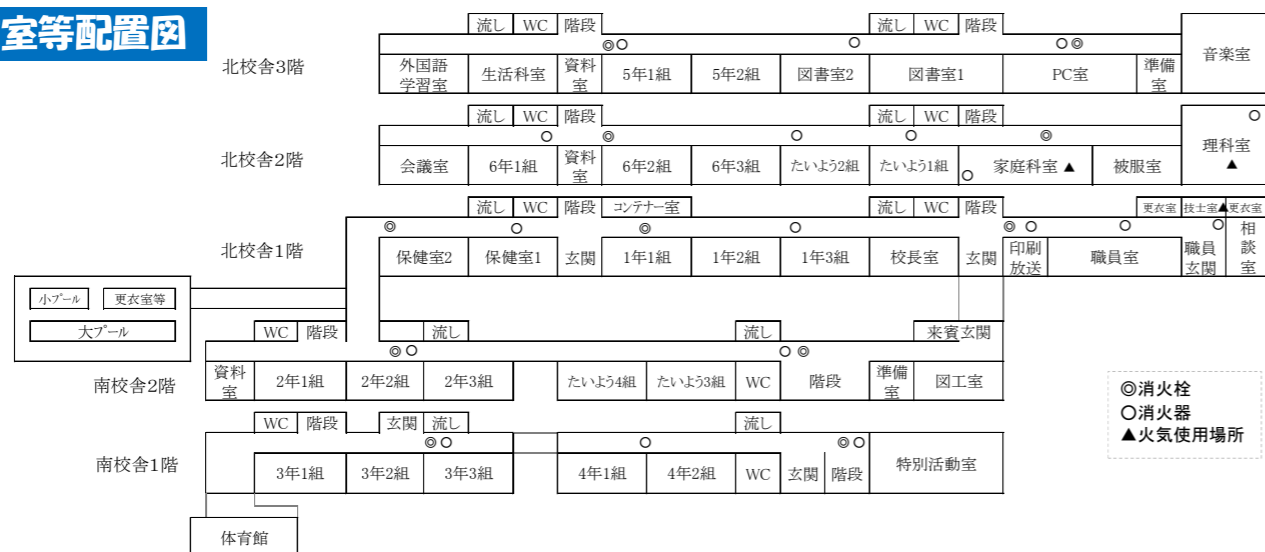 室等配置図
流し WC 階段 流し WC 階段
◎○ ○ ○◎
北校舎3階
外国語学習室 生活科室 資料室 5年1組 5年2組 図書室2 図書室1 PC室 準備室 音楽室
流し WC 階段 流し WC 階段
○ ◎ ○ ○ ◎ ○
北校舎2階
会議室 6年1組 資料室 6年2組 6年3組 たいよう2組 たいよう1組 ○ 家庭科室 ▲ 被服室 理科室 ▲
流し WC 階段 コンテナー室 流し WC 階段 更衣室 技士室▲ 更衣室
◎ ○ ◎ ○ ◎ ○ ○ ○
北校舎1階
保健室2 保健室1 玄関 1年1組 1年2組 1年3組 校長室 玄関 印刷放送 職員室 職員玄関 相談室
小プール 更衣室等
大プール
WC 階段 流し 流し 来賓玄関
◎○ ○◎
南校舎2階
資料室 2年1組 2年2組 2年3組 たいよう4組 たいよう3組 WC 階段 準備室 図工室
WC 階段 玄関 流し 流し
◎○ ○ ◎○
南校舎1階
3年1組 3年2組 3年3組 4年1組 4年2組 WC 玄関 階段 特別活動室
体育館
◎消火栓
○消火器
▲火気使用場所